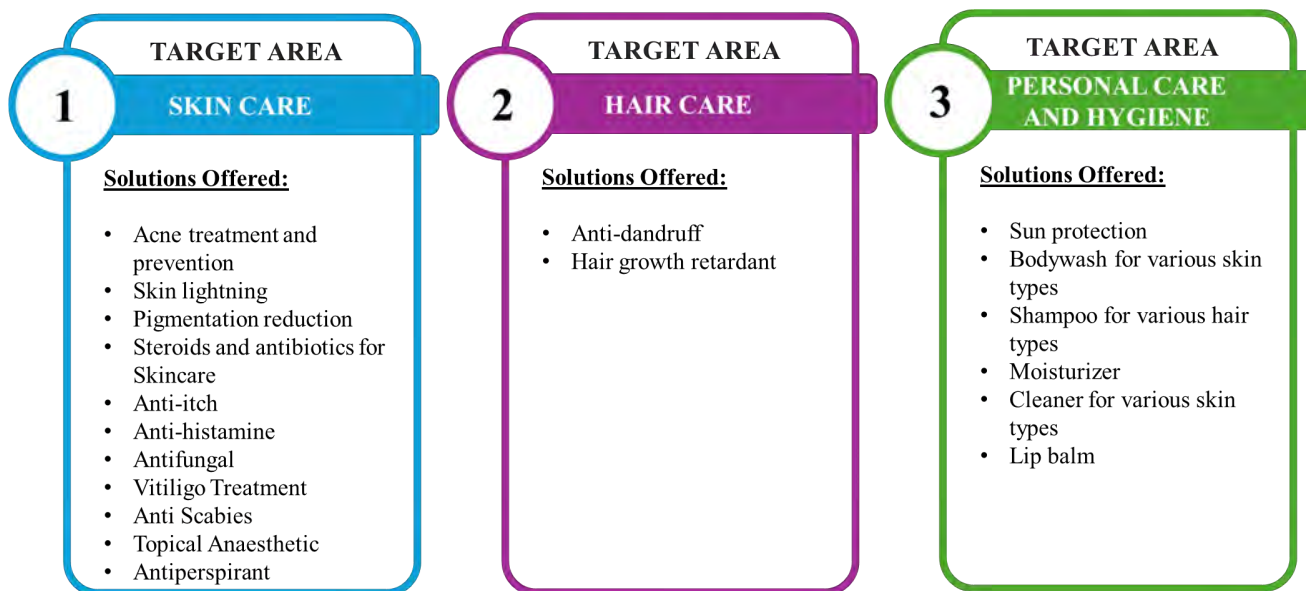 TARGET AREA
1
SKIN CARE
Solutions Offered:
• Acne treatment and
prevention
• Skin lightning
• Pigmentation reduction
• Steroids and antibiotics for
Skincare
• Anti-itch
• Anti-histamine
• Antifungal
• Vitiligo Treatment
• Anti Scabies
• Topical Anaesthetic
• Antiperspirant
TARGET AREA
2
HAIR CARE
Solutions Offered:
• Anti-dandruff
• Hair growth retardant
TARGET AREA
3
PERSONAL CARE
AND HYGIENE
Solutions Offered:
• Sun protection
• Bodywash for various skin
types
• Shampoo for various hair
types
• Moisturizer
• Cleaner for various skin
types
• Lip balm